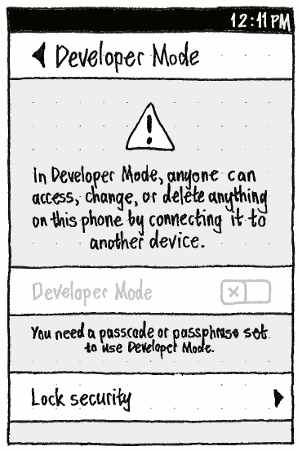 12:11 PM
Developer Mode
!
In Developer Mode, anyone can
access, change, or delete anything
on this phone by connecting it to
another device.
Developer Mode
You need a passcode or passphrase set
to use Developer Mode.
Lock security